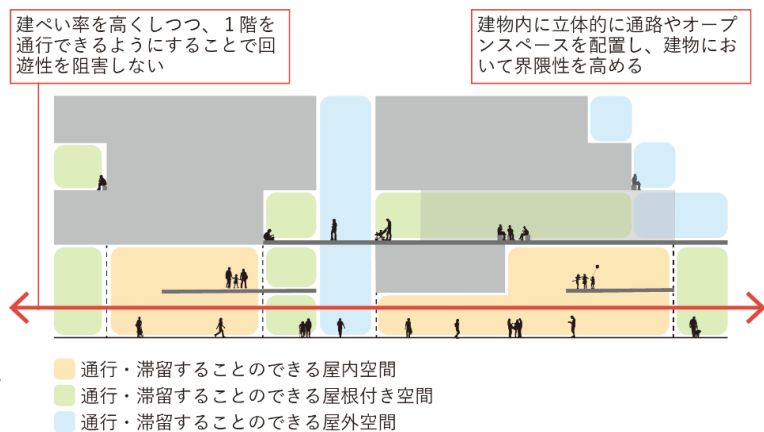 建ぺい率を高くしつつ、１階を
通行できるようにすることで回
遊性を阻害しない
建物内に立体的に通路やオープ
ンスペースを配置し、建物にお
いて界隈性を高める
通行・滞留することのできる屋内空間
通行・滞留することのできる屋根付き空間
通行・滞留することのできる屋外空間